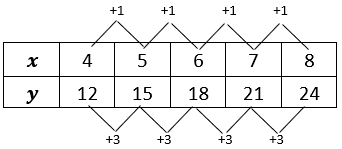 +1 +1 +1 +1
x 4 5 6 7 8
y 12 15 18 21 24
+3 +3 +3 +3